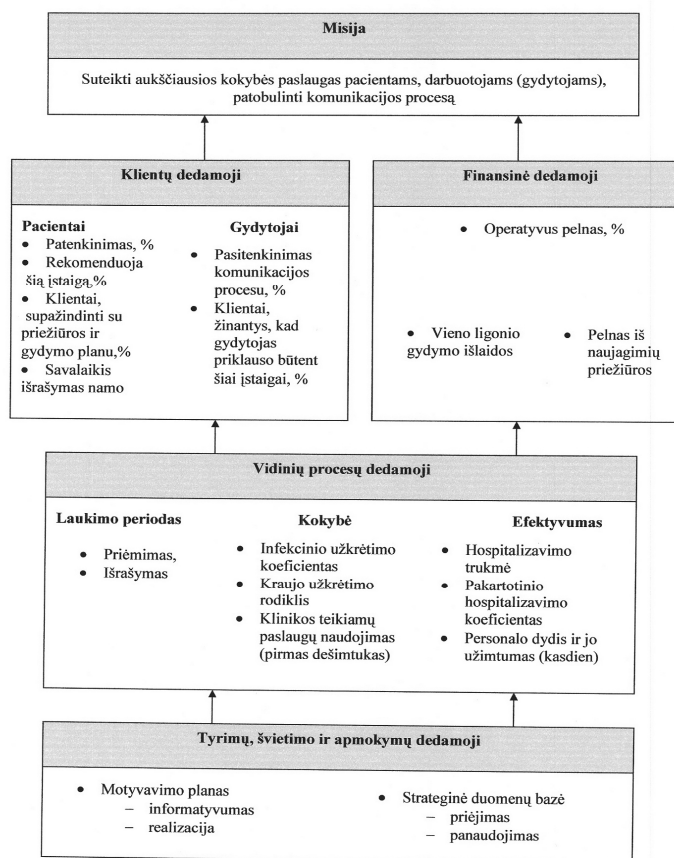 Misija
Suteikti aukščiausios kokybės paslaugas pacientams, darbuotojams (gydytojams),
patobulinti komunikacijos procesą
Klientų dedamoji
Pacientai
• Patenkinimas, %
• Rekomenduoja
šią įstaigą,%
• Klientai,
supažindinti su
priežiūros ir
gydymo planu,%
• Savalaikis
išrašymas namo
Gydytojai
• Pasitenkinimas
komunikacijos
procesu, %
• Klientai,
žinantys, kad
gydytojas
priklauso būtent
šiai įstaigai, %
Finansinė dedamoji
• Operatyvus pelnas, %
• Vieno ligonio
gydymo išlaidos
• Pelnas iš
naujagimių
priežiūros
Vidinių procesų dedamoji
Laukimo periodas
• Priėmimas,
• Išrašymas
Kokybė
• Infekcinio užkrėtimo
koeficientas
• Kraujo užkrėtimo
rodiklis
• Klinikos teikiamų
paslaugų naudojimas
(pirmas dešimtukas)
Efektyvumas
• Hospitalizavimo
trukmė
• Pakartotinio
hospitalizavimo
koeficientas
• Personalo dydis ir jo
užimtumas (kasdien)
Tyrimų, švietimo ir apmokymų dedamoji
• Motyvavimo planas
– informatyvumas
– realizacija
• Strateginė duomenų bazė
– priėjimas
– panaudojimas